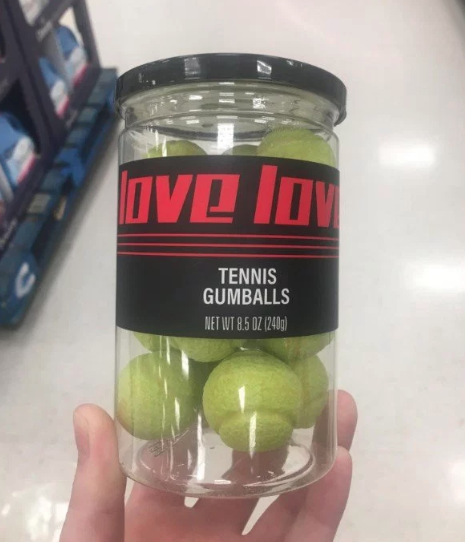 love lov
TENNIS
GUMBALLS
NET WT 8.5 OZ (240g)